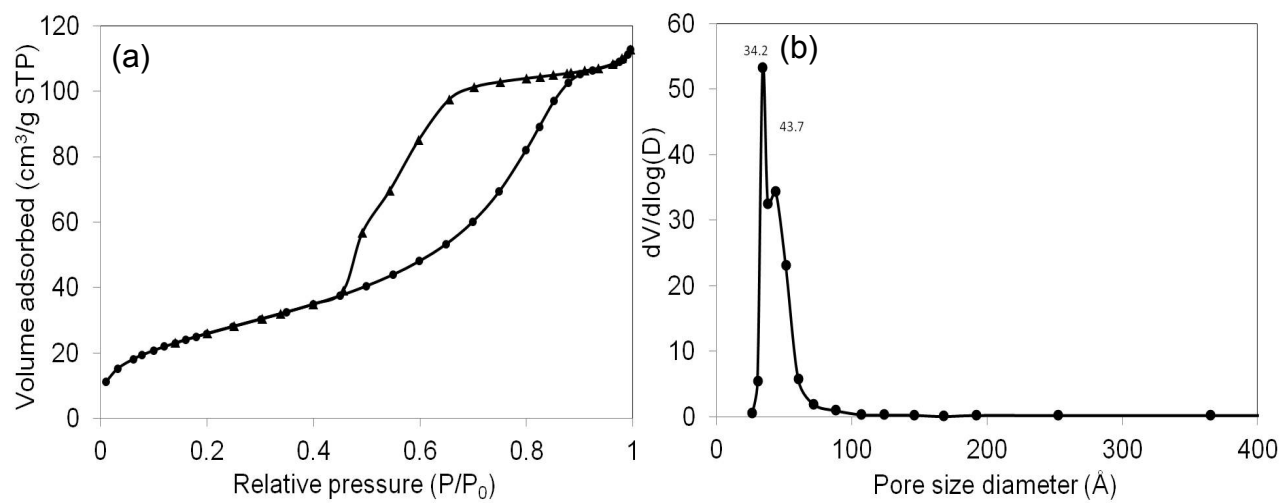 (a)
120
100
80
60
40
20
0
Volume adsorbed (cm³/g STP)
0 0.2 0.4 0.6 0.8 1
Relative pressure (P/P₀)
(b)
34.2
43.7
60
50
40
30
20
10
0
dV/dlog(D)
0 100 200 300 400
Pore size diameter (Å)